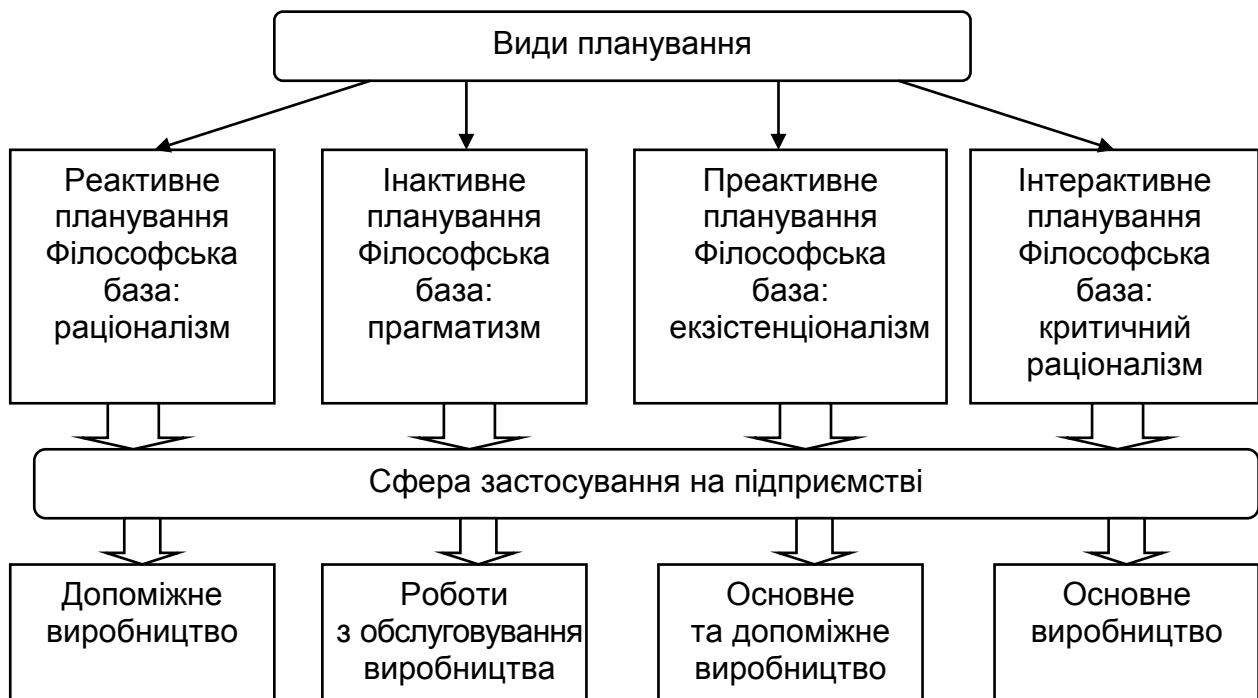 Види планування
Реактивне
планування
Філософська
база:
раціоналізм
Інактивне
планування
Філософська
база:
прагматизм
Преактивне
планування
Філософська
база:
екзістенціоналізм
Інтерактивне
планування
Філософська
база:
критичний
раціоналізм
Сфера застосування на підприємстві
Допоміжне
виробництво
Роботи
з обслуговування
виробництва
Основне
та допоміжне
виробництво
Основне
виробництво